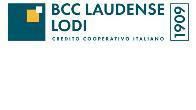 BCC LAUDENSE
LODI
CREDITO COOPERATIVO ITALIANO
1909